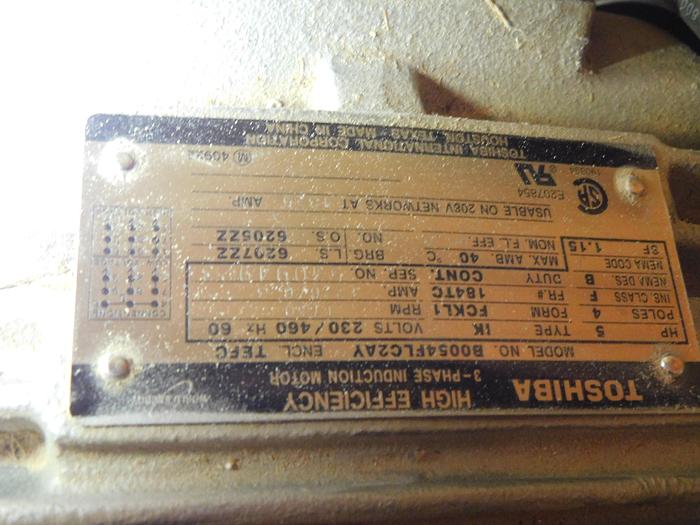 TOSHIBA HIGH EFFICIENCY
3-PHASE INDUCTION MOTOR
MODEL NO. B0054FLC2AY ENCL. TEFC
HP 5 TYPE IK VOLTS 230/460 Hz 60
POLES 4 FORM FCKL1 RPM
INS. CLASS F FR.# 184TC AMP.
NEMA DES. B DUTY CONT. SER. NO.
NEMA CODE MAX. AMB. 40 °C BRG L.S. 6207ZZ
SF 1.15 NOM. F.L. EFF. NO. O.S. 6205ZZ
USABLE ON 208V NETWORKS AT AMP.
E207854
TOSHIBA INTERNATIONAL CORPORATION
HOUSTON, TEXAS - MADE IN CHINA